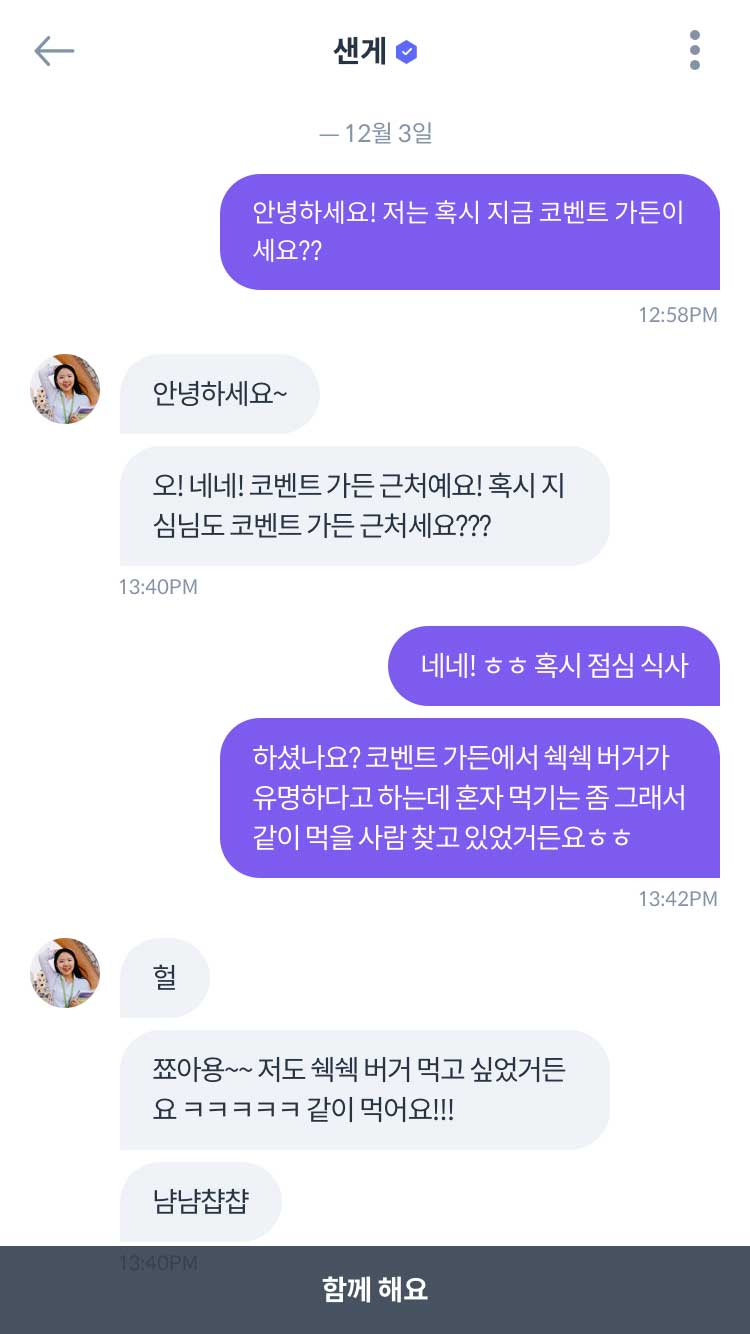 샌게
— 12월 3일
안녕하세요! 저는 혹시 지금 코벤트 가든이
세요??
12:58PM
안녕하세요~
오! 네네! 코벤트 가든 근처예요! 혹시 지
심님도 코벤트 가든 근처세요???
13:40PM
네네! ㅎㅎ 혹시 점심 식사
하셨나요? 코벤트 가든에서 쉑쉑 버거가
유명하다고 하는데 혼자 먹기는 좀 그래서
같이 먹을 사람 찾고 있었거든요ㅎㅎ
13:42PM
헐
쬬아용~~ 저도 쉑쉑 버거 먹고 싶었거든
요 ㅋㅋㅋㅋㅋ 같이 먹어요!!!
냠냠챱챱
13:40PM
함께 해요